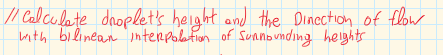 // Calculate droplet's height and the Direction of flow
with bilinear interpolation of surrounding heights